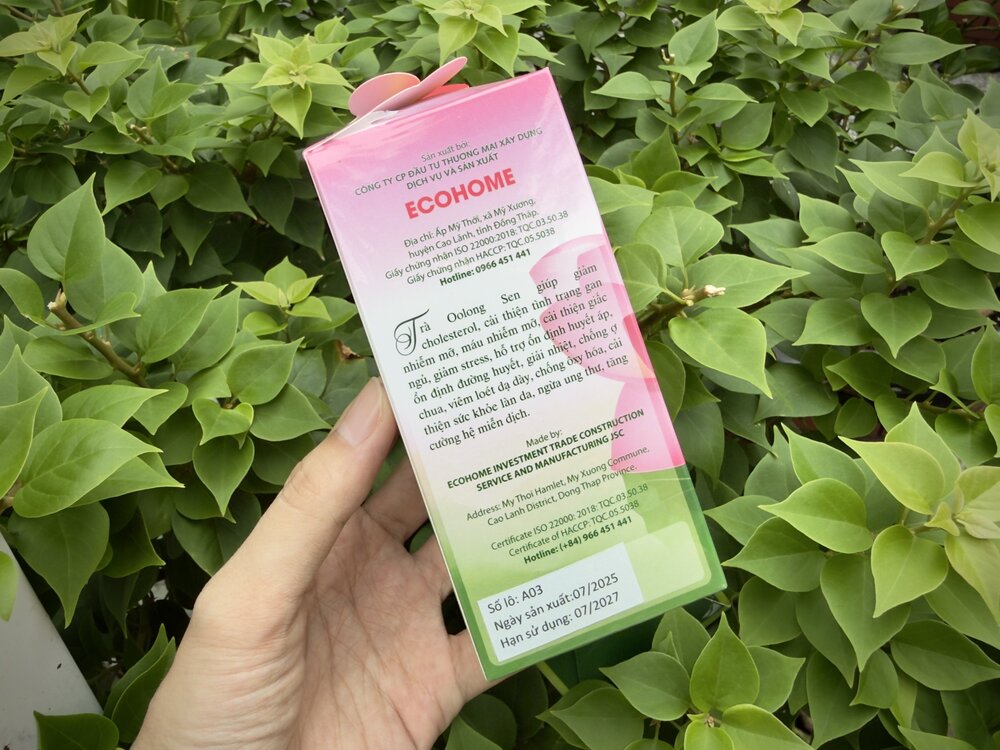 Sản xuất bởi:
CÔNG TY CP ĐẦU TƯ THƯƠNG MẠI XÂY DỰNG
DỊCH VỤ VÀ SẢN XUẤT
ECOHOME
Địa chỉ: Ấp Mỹ Thới, xã Mỹ Xương,
huyện Cao Lãnh, tỉnh Đồng Tháp.
Giấy chứng nhận ISO 22000:2018: TQC.03.50.38
Giấy chứng nhận HACCP: TQC.05.5038
Hotline: 0966 451 441
Trà Oolong Sen giúp giảm
cholesterol, cải thiện tình trạng gan
nhiễm mỡ, máu nhiễm mỡ, cải thiện giấc
ngủ, giảm stress, hổ trợ ổn định huyết áp,
ổn định đường huyết, giải nhiệt, chống ợ
chua, viêm loét dạ dày, chống oxy hóa, cải
thiện sức khỏe làn da, ngừa ung thư, tăng
cường hệ miễn dịch.
Made by:
ECOHOME INVESTMENT TRADE CONSTRUCTION
SERVICE AND MANUFACTURING JSC
Address: My Thoi Hamlet, My Xuong Commune,
Cao Lanh District, Dong Thap Province.
Certificate ISO 22000: 2018: TQC.03.50.38
Certificate of HACCP: TQC.05.5038
Hotline: (+84) 966 451 441
Số lô: A03
Ngày sản xuất:07/2025
Hạn sử dụng: 07/2027